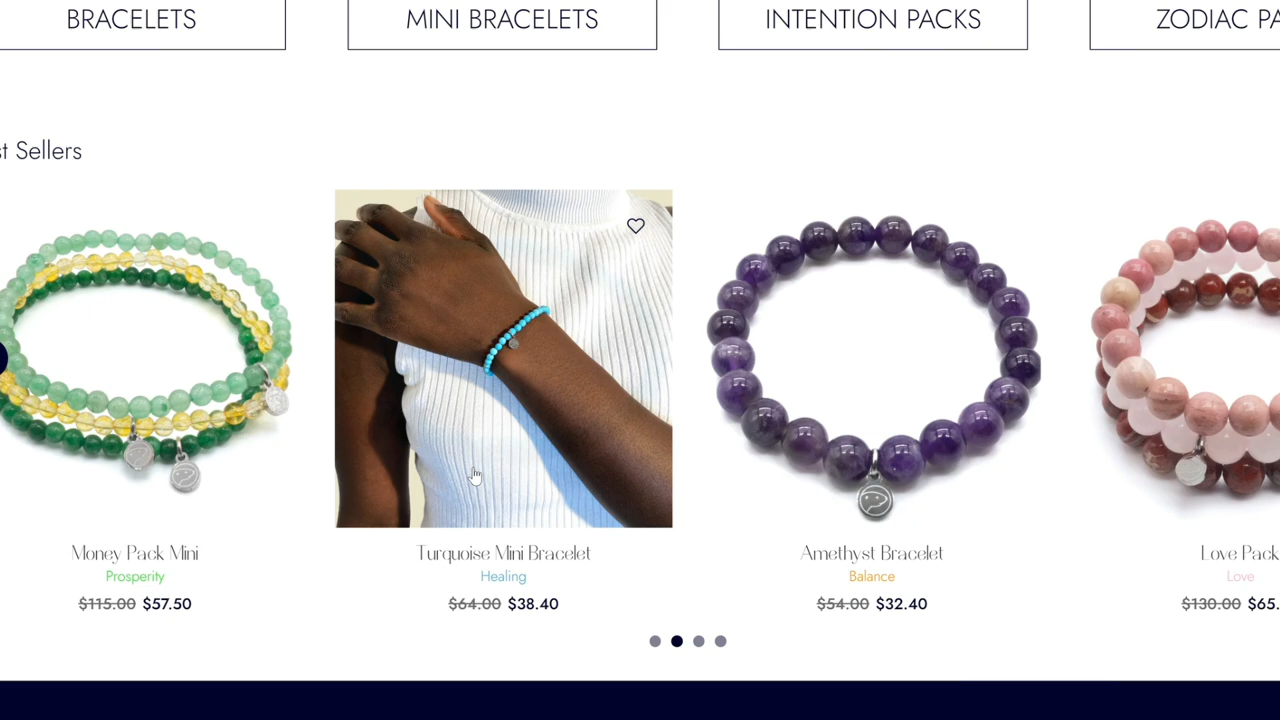 BRACELETS
MINI BRACELETS
INTENTION PACKS
ZODIAC PA
st Sellers
Money Pack Mini
Prosperity
$115.00 $57.50
Turquoise Mini Bracelet
Healing
$64.00 $38.40
Amethyst Bracelet
Balance
$54.00 $32.40
Love Pack
Love
$130.00 $65.